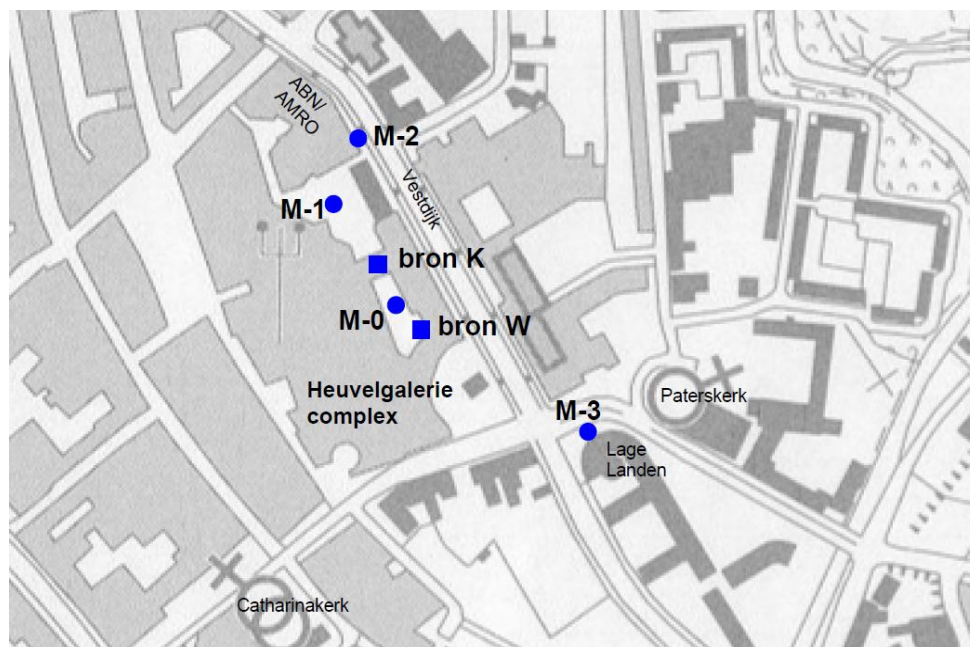 ABN/
AMRO
M-2
Vestdijk
M-1
bron K
M-0
bron W
Heuvelgalerie
complex
M-3
Paterskerk
Lage
Landen
Catharinakerk